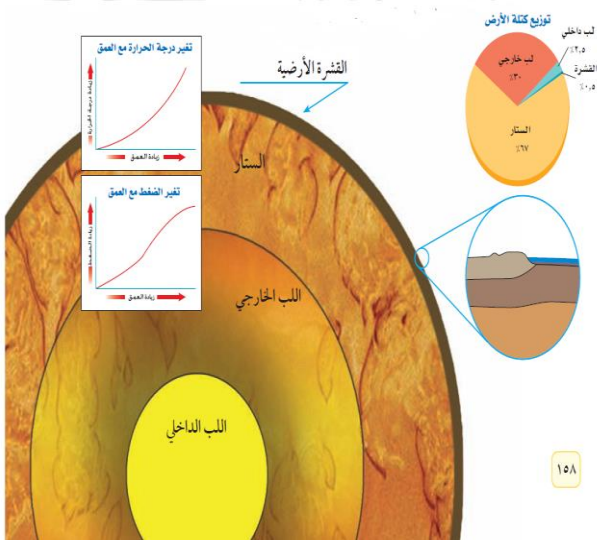 توزيع كتلة الأرض
لب داخلي
٢,٥٪
القشرة
٠,٥٪
لب خارجي
٣٠٪
الستار
٦٧٪
القشرة الأرضية
تغير درجة الحرارة مع العمق
زيادة درجة الحرارة
زيادة العمق
الستار
تغير الضغط مع العمق
زيادة الضغط
زيادة العمق
اللب الخارجي
اللب الداخلي
١٥٨